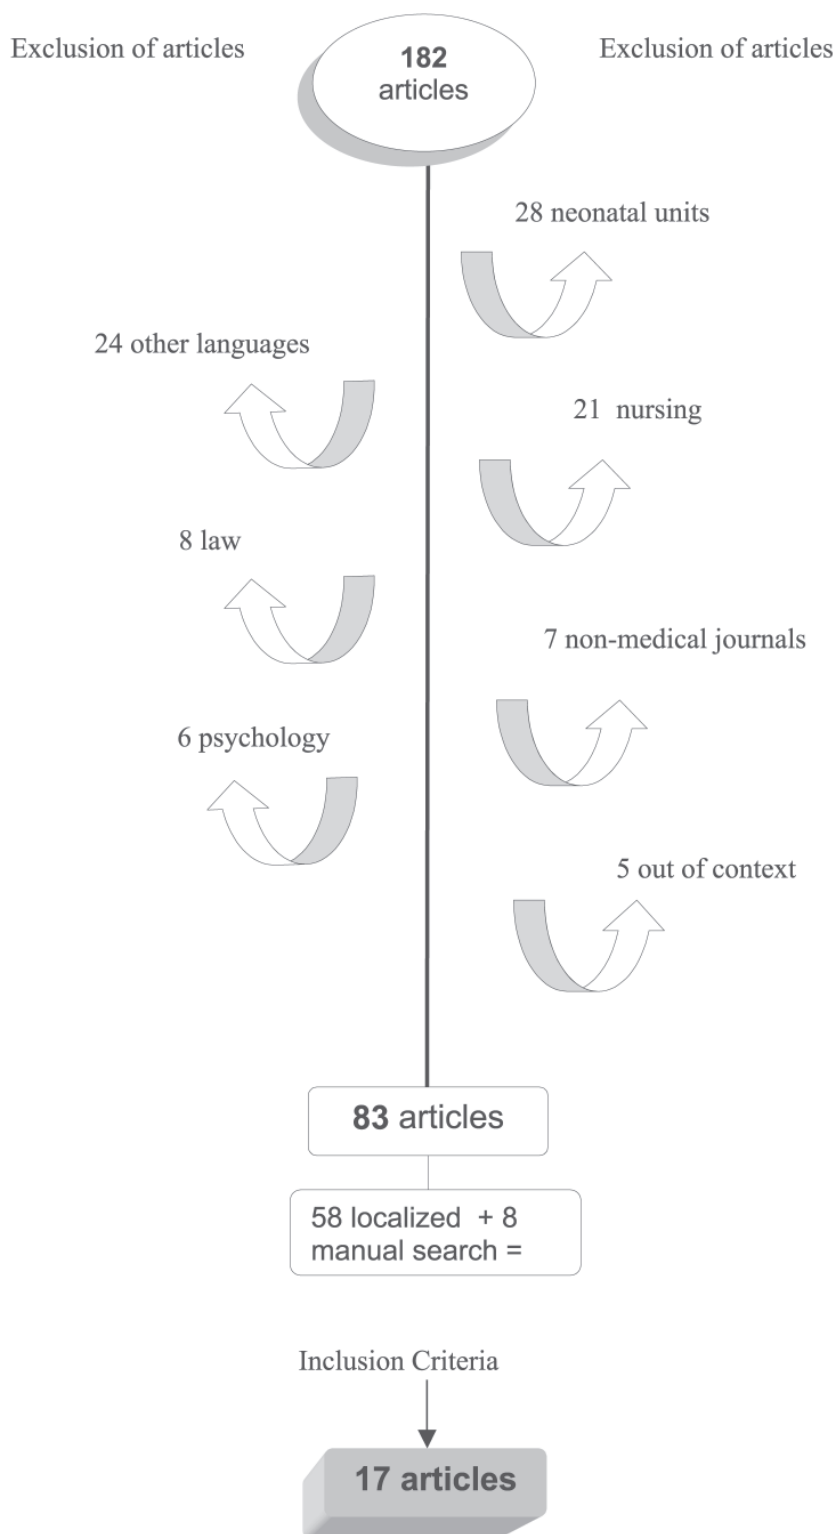 Exclusion of articles
182
articles
Exclusion of articles
28 neonatal units
24 other languages
21 nursing
8 law
7 non-medical journals
6 psychology
5 out of context
83 articles
58 localized + 8
manual search =
Inclusion Criteria
17 articles